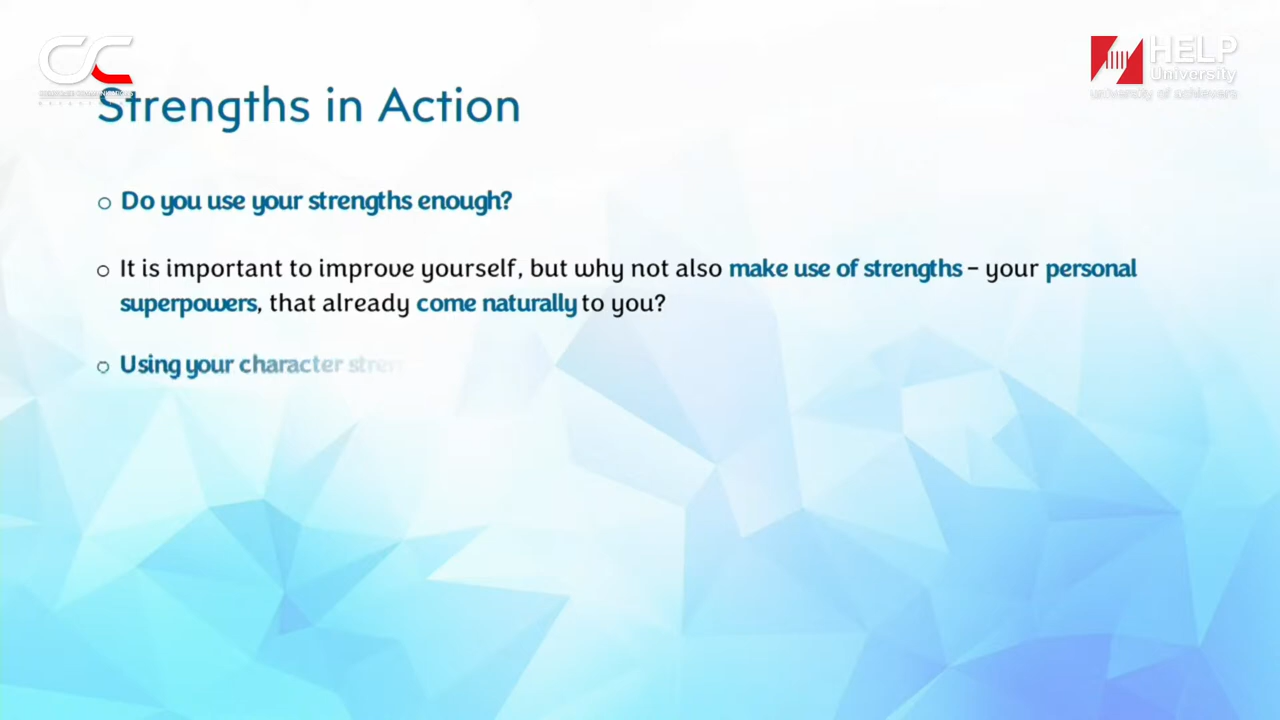 HELP
University
university of achievers
CORPORATE COMMUNICATIONS
Strengths in Action
Do you use your strengths enough?
It is important to improve yourself, but why not also make use of strengths – your personal
superpowers, that already come naturally to you?
Using your character